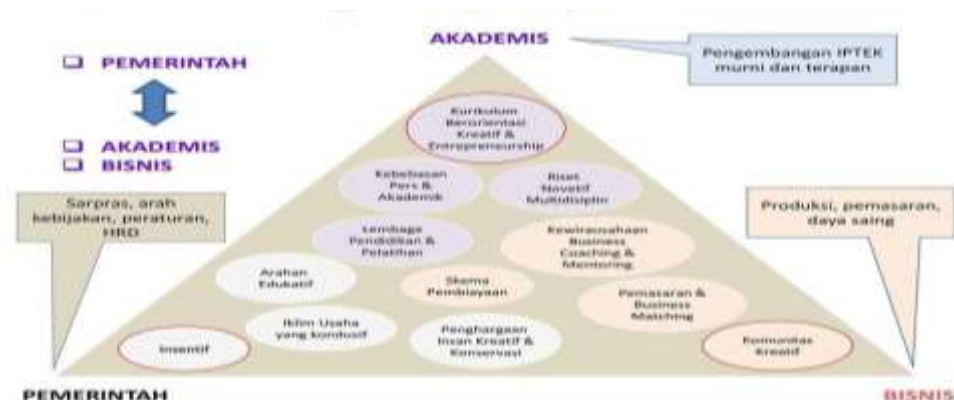 AKADEMIS
Pengembangan IPTEK
murni dan terapan
❑ PEMERINTAH
❑ AKADEMIS
❑ BISNIS
Kurikulum
Berorientasi
Kreatif &
Entrepreneurship
Kebebasan
Pers &
Akademik
Riset
Novatif
Multidisiplin
Sarpras, arah
kebijakan, peraturan,
HRD
Produksi, pemasaran,
daya saing
Lembaga
Pendidikan &
Pelatihan
Kewirausahaan
Business
Coaching &
Mentoring
Arahan
Edukatif
Skema
Pembiayaan
Pemasaran &
Business
Matching
Iklim Usaha
yang kondusif
Penghargaan
Insan Kreatif &
Konservasi
Insentif
Komunitas
Kreatif
PEMERINTAH
BISNIS